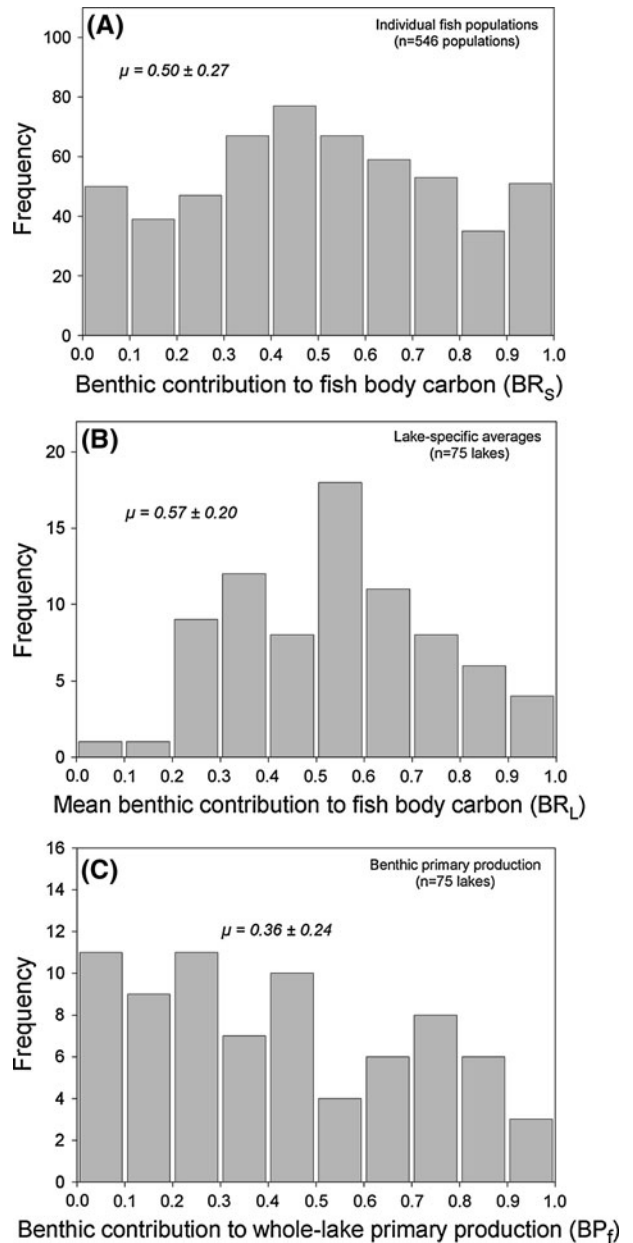 (A)
Individual fish populations
(n=546 populations)
μ = 0.50 ± 0.27
100
80
60
40
20
0
Frequency
0.0 0.1 0.2 0.3 0.4 0.5 0.6 0.7 0.8 0.9 1.0
Benthic contribution to fish body carbon (BRS)
(B)
Lake-specific averages
(n=75 lakes)
μ = 0.57 ± 0.20
20
15
10
5
0
Frequency
0.0 0.1 0.2 0.3 0.4 0.5 0.6 0.7 0.8 0.9 1.0
Mean benthic contribution to fish body carbon (BRL)
(C)
Benthic primary production
(n=75 lakes)
μ = 0.36 ± 0.24
16
14
12
10
8
6
4
2
0
Frequency
0.0 0.1 0.2 0.3 0.4 0.5 0.6 0.7 0.8 0.9 1.0
Benthic contribution to whole-lake primary production (BPf)